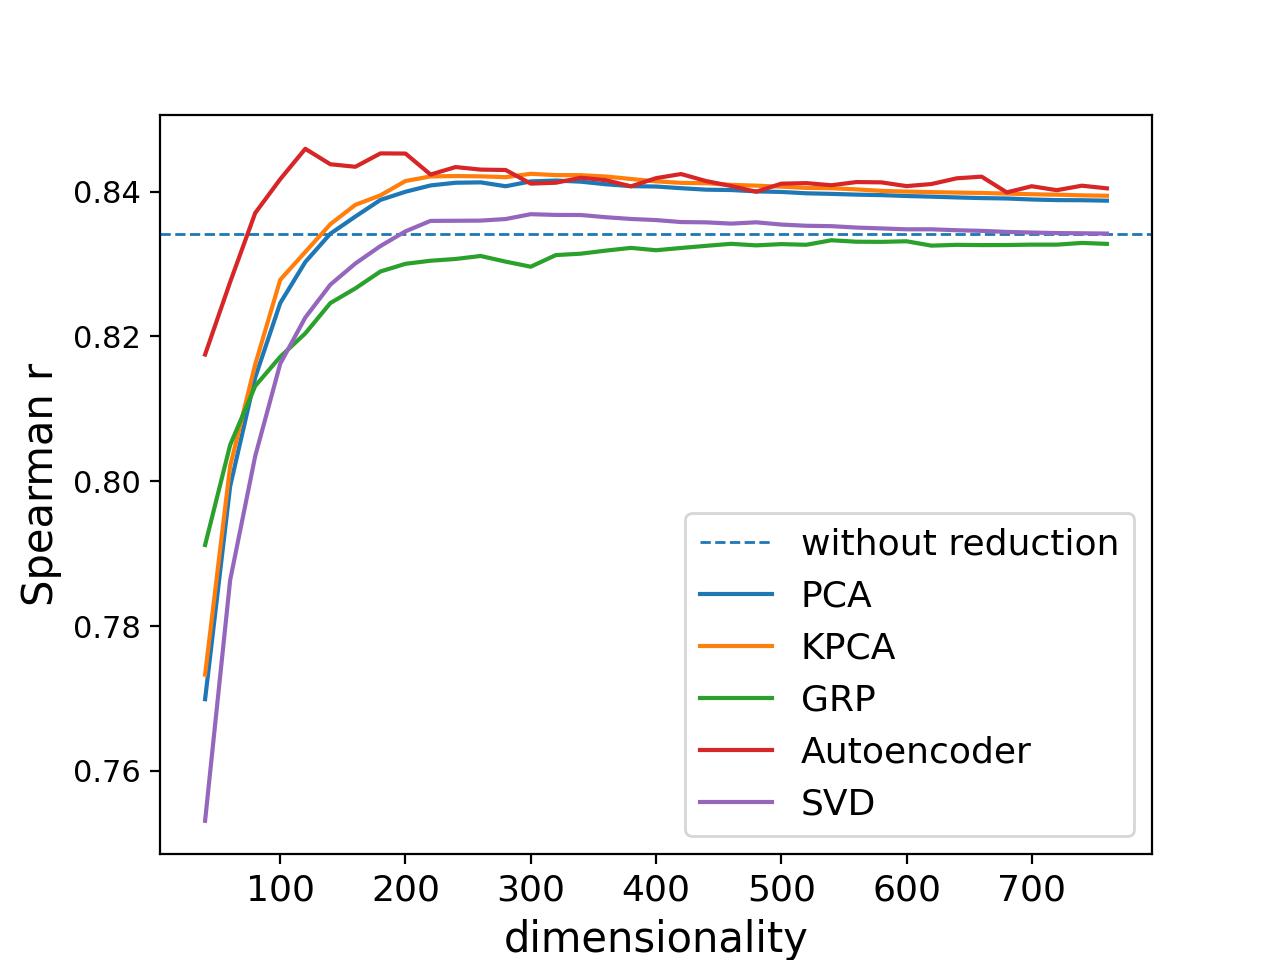 0.84
0.82
0.80
0.78
0.76
Spearman r
without reduction
PCA
KPCA
GRP
Autoencoder
SVD
100 200 300 400 500 600 700
dimensionality